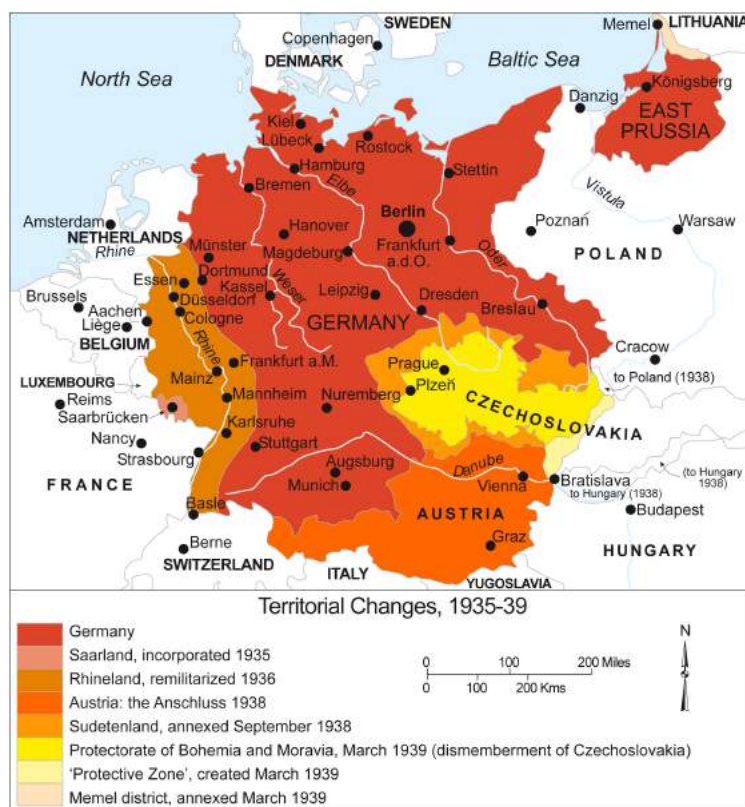 SWEDEN
Copenhagen
DENMARK
Memel
LITHUANIA
North Sea
Baltic Sea
Königsberg
Danzig
EAST
PRUSSIA
Kiel
Lübeck
Rostock
Hamburg
Stettin
Bremen
Elbe
Vistula
Amsterdam
NETHERLANDS
Rhine
Hanover
Berlin
Poznań
Warsaw
Münster
Magdeburg
Frankfurt
a.d.O.
Oder
POLAND
Essen
Dortmund
Kassel
Weser
Leipzig
Dresden
Breslau
Brussels
Aachen
Düsseldorf
Liège
Cologne
GERMANY
BELGIUM
Rhine
Frankfurt a.M.
Prague
Cracow
LUXEMBOURG
Mainz
Plzeň
to Poland (1938)
Reims
Mannheim
Nuremberg
CZECHOSLOVAKIA
Saarbrücken
Karlsruhe
Nancy
Stuttgart
Strasbourg
Augsburg
Danube
(to Hungary
1938)
FRANCE
Munich
Vienna
Bratislava
to Hungary (1938)
Basle
AUSTRIA
Budapest
Berne
Graz
HUNGARY
SWITZERLAND
ITALY
YUGOSLAVIA
Territorial Changes, 1935-39
Germany
Saarland, incorporated 1935
Rhineland, remilitarized 1936
Austria: the Anschluss 1938
Sudetenland, annexed September 1938
Protectorate of Bohemia and Moravia, March 1939 (dismemberment of Czechoslovakia)
'Protective Zone', created March 1939
Memel district, annexed March 1939
0 100 200 Miles
0 100 200 Kms
N